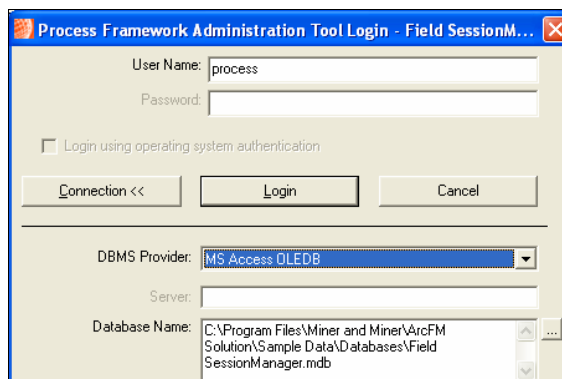 Process Framework Administration Tool Login - Field SessionM...
User Name: process
Password:
Login using operating system authentication
Connection << Login Cancel
DBMS Provider: MS Access OLEDB
Server:
Database Name: C:\Program Files\Miner and Miner\ArcFM
Solution\Sample Data\Databases\Field
SessionManager.mdb
...